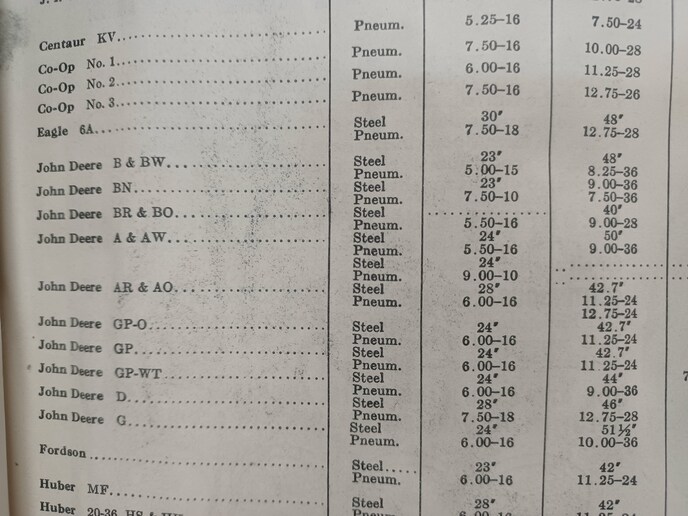 Centaur KV Pneum. 5.25-16 7.50-24
Co-Op No. 1 Pneum. 7.50-16 10.00-28
Co-Op No. 2 Pneum. 6.00-16 11.25-28
Co-Op No. 3 Pneum. 7.50-16 12.75-26
Eagle 6A Steel 30" 48"
Pneum. 7.50-18 12.75-28
John Deere B & BW Steel 23" 48"
Pneum. 5.00-15 8.25-36
John Deere BN Steel 23" 9.00-36
Pneum. 7.50-10 7.50-36
John Deere BR & BO Steel 40"
Pneum. 5.50-16 9.00-28
John Deere A & AW Steel 24" 50"
Pneum. 5.50-16 9.00-36
Steel 24"
Pneum. 9.00-10
John Deere AR & AO Steel 28" 42.7"
Pneum. 6.00-16 11.25-24
12.75-24
John Deere GP-O Steel 24" 42.7"
Pneum. 6.00-16 11.25-24
John Deere GP Steel 24" 42.7"
Pneum. 6.00-16 11.25-24
John Deere GP-WT Steel 24" 44"
Pneum. 6.00-16 9.00-36
John Deere D Steel 28" 46"
Pneum. 7.50-18 12.75-28
John Deere G Steel 24" 51½"
Pneum. 6.00-16 10.00-36
Fordson Steel 23" 42"
Pneum. 6.00-16 11.25-24
Huber MF Steel 28" 42"
Huber 20-36